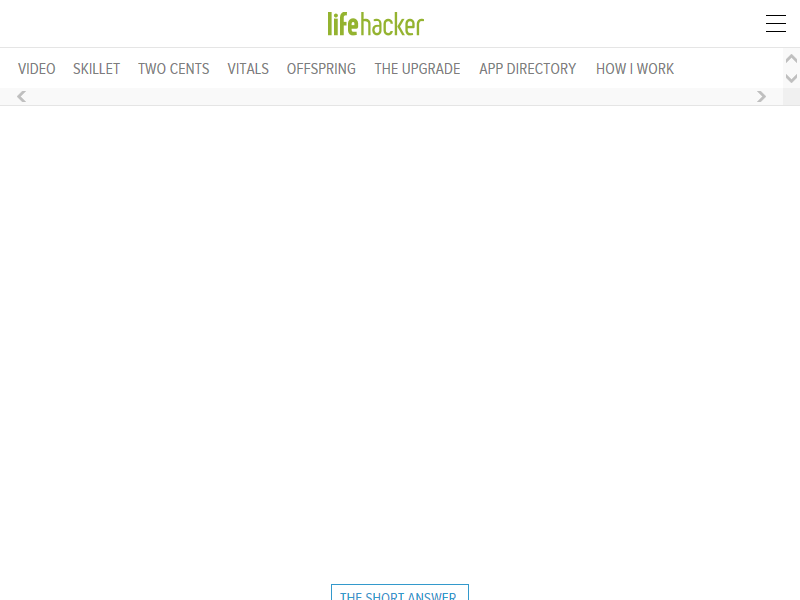 lifehacker
VIDEO SKILLET TWO CENTS VITALS OFFSPRING THE UPGRADE APP DIRECTORY HOW I WORK
THE SHORT ANSWER